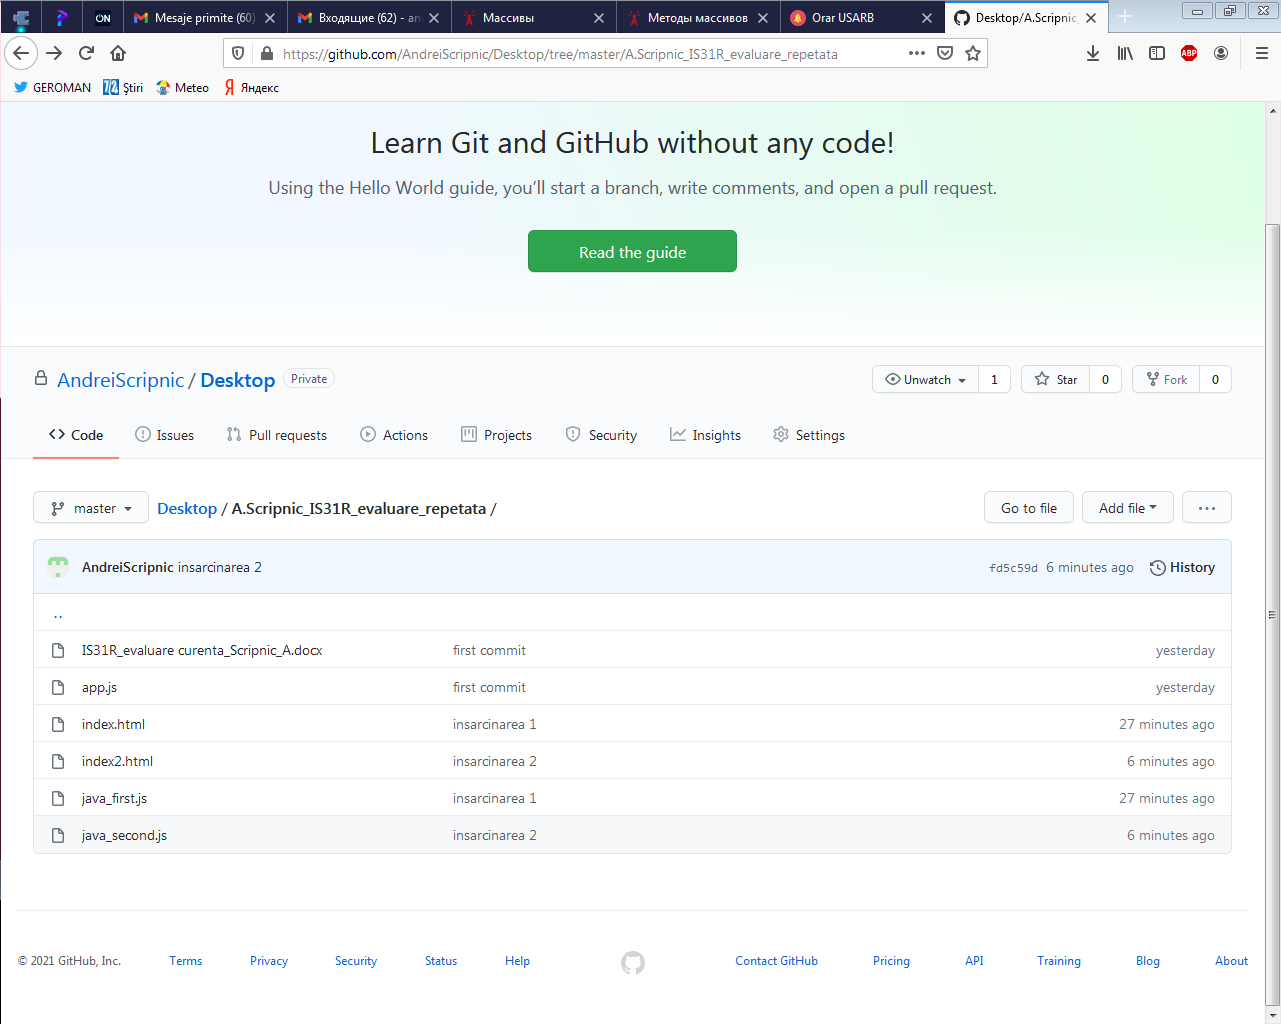 ON Mesaje primite (60) Входящие (62) - an Массивы Методы массивов Orar USARB Desktop/A.Scripnic_
https://github.com/AndreiScripnic/Desktop/tree/master/A.Scripnic_IS31R_evaluare_repetata ABP
GEROMAN Știri Meteo Яндекс
Learn Git and GitHub without any code!
Using the Hello World guide, you’ll start a branch, write comments, and open a pull request.
Read the guide
AndreiScripnic / Desktop Private Unwatch 1 Star 0 Fork 0
Code Issues Pull requests Actions Projects Security Insights Settings
master Desktop / A.Scripnic_IS31R_evaluare_repetata / Go to file Add file ···
AndreiScripnic insarcinarea 2 fd5c59d 6 minutes ago History
..
IS31R_evaluare curenta_Scripnic_A.docx first commit yesterday
app.js first commit yesterday
index.html insarcinarea 1 27 minutes ago
index2.html insarcinarea 2 6 minutes ago
java_first.js insarcinarea 1 27 minutes ago
java_second.js insarcinarea 2 6 minutes ago
© 2021 GitHub, Inc. Terms Privacy Security Status Help Contact GitHub Pricing API Training Blog About